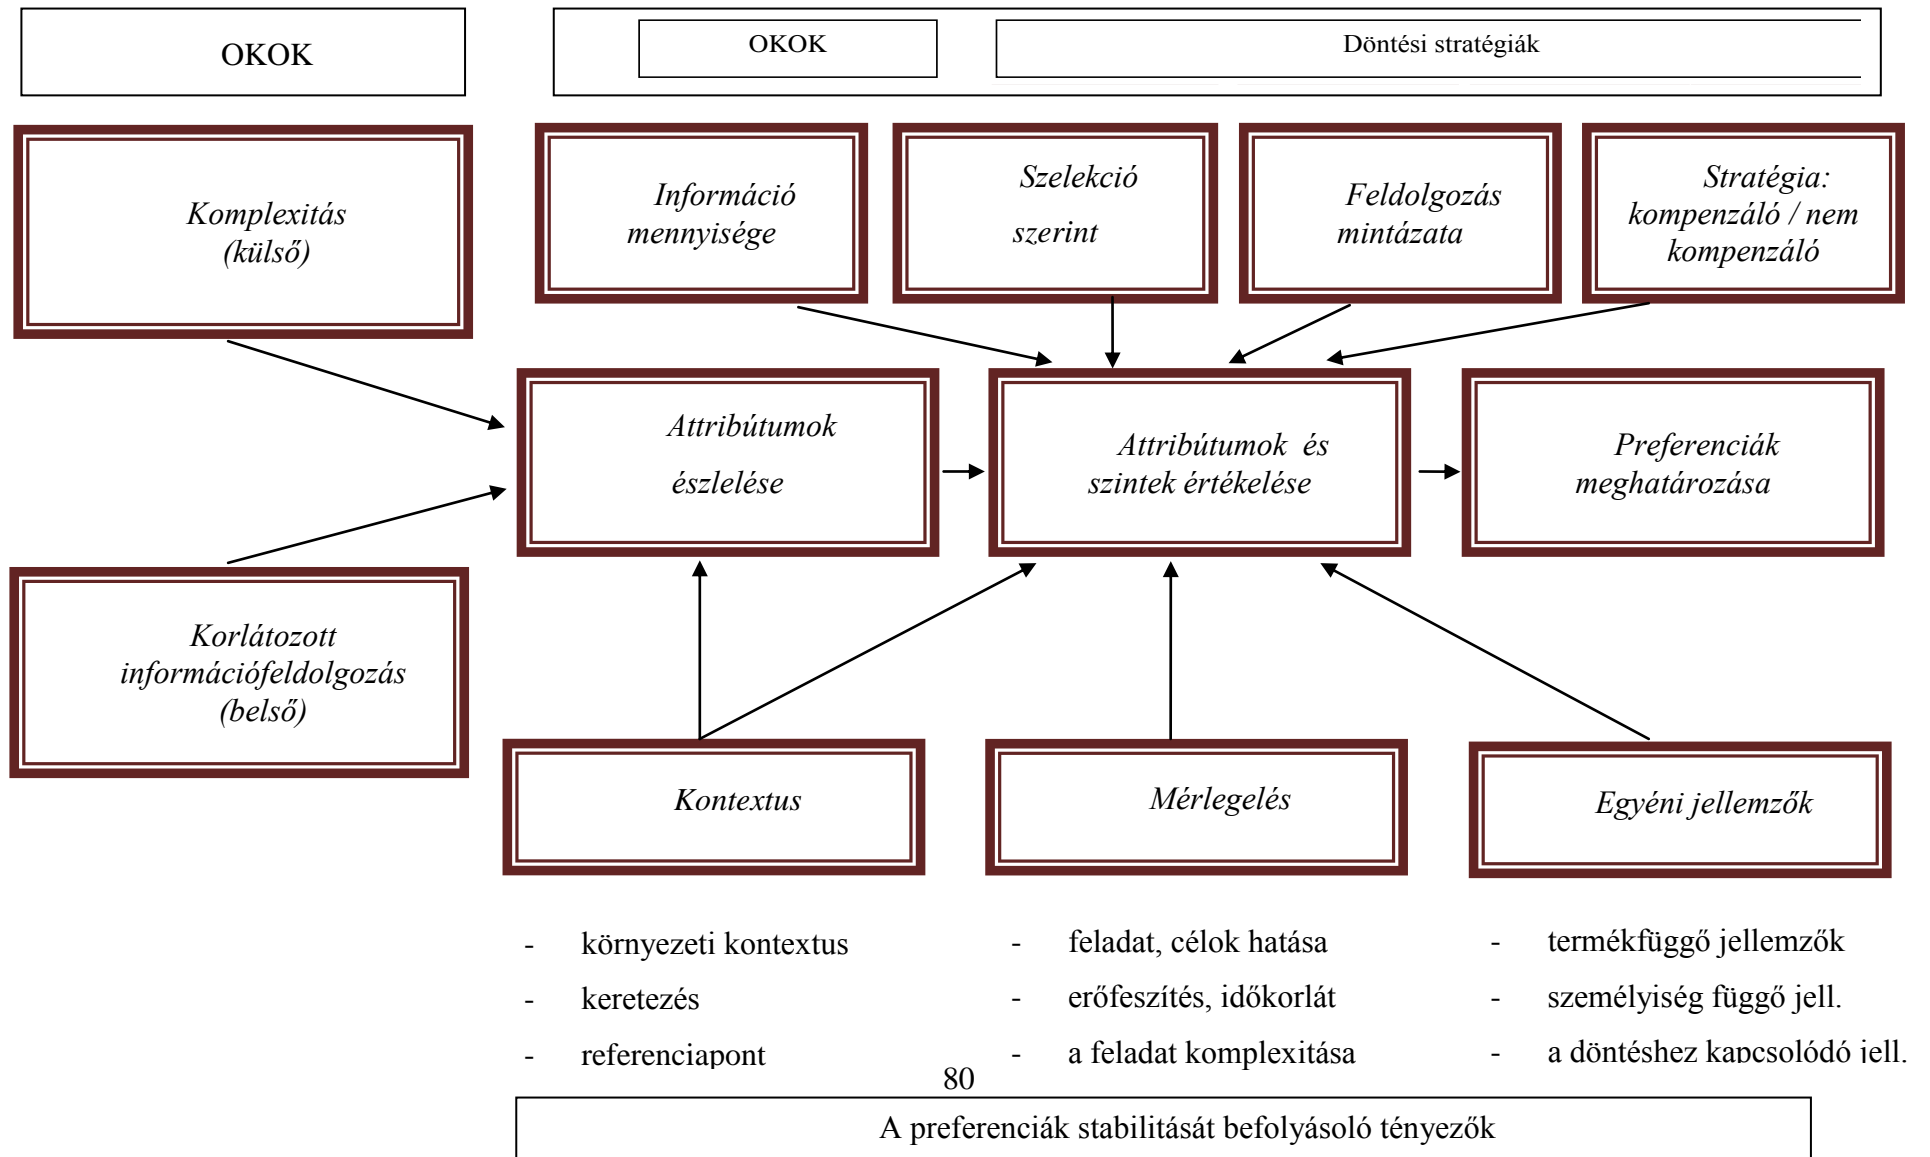 OKOK
OKOK
Döntési stratégiák
Komplexitás
(külső)
Információ
mennyisége
Szelekció
szerint
Feldolgozás
mintázata
Stratégia:
kompenzáló / nem
kompenzáló
Attribútumok
észlelése
Attribútumok és
szintek értékelése
Preferenciák
meghatározása
Korlátozott
információfeldolgozás
(belső)
Kontextus
Mérlegelés
Egyéni jellemzők
- környezeti kontextus
- keretezés
- referenciapont
- feladat, célok hatása
- erőfeszítés, időkorlát
- a feladat komplexitása
- termékfüggő jellemzők
- személyiség függő jell.
- a döntéshez kapcsolódó jell.
80
A preferenciák stabilitását befolyásoló tényezők